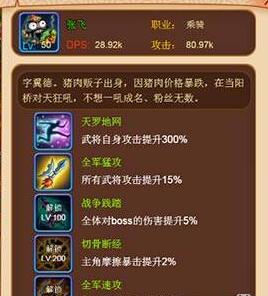 张飞 职业: 乘骑
50 DPS: 28.92k 攻击: 80.97k
字冀德。猪肉贩子出身，因猪肉价格暴跌，在当阳
桥对天狂吼，不想一吼成名、粉丝无数。
天罗地网
武将自身攻击提升300%
全军猛攻
所有武将攻击提升15%
战争践踏
解锁
LV100
全体对boss的伤害提升5%
切骨断经
解锁
LV200
主角摩擦暴击提升2%
全军速攻
解锁